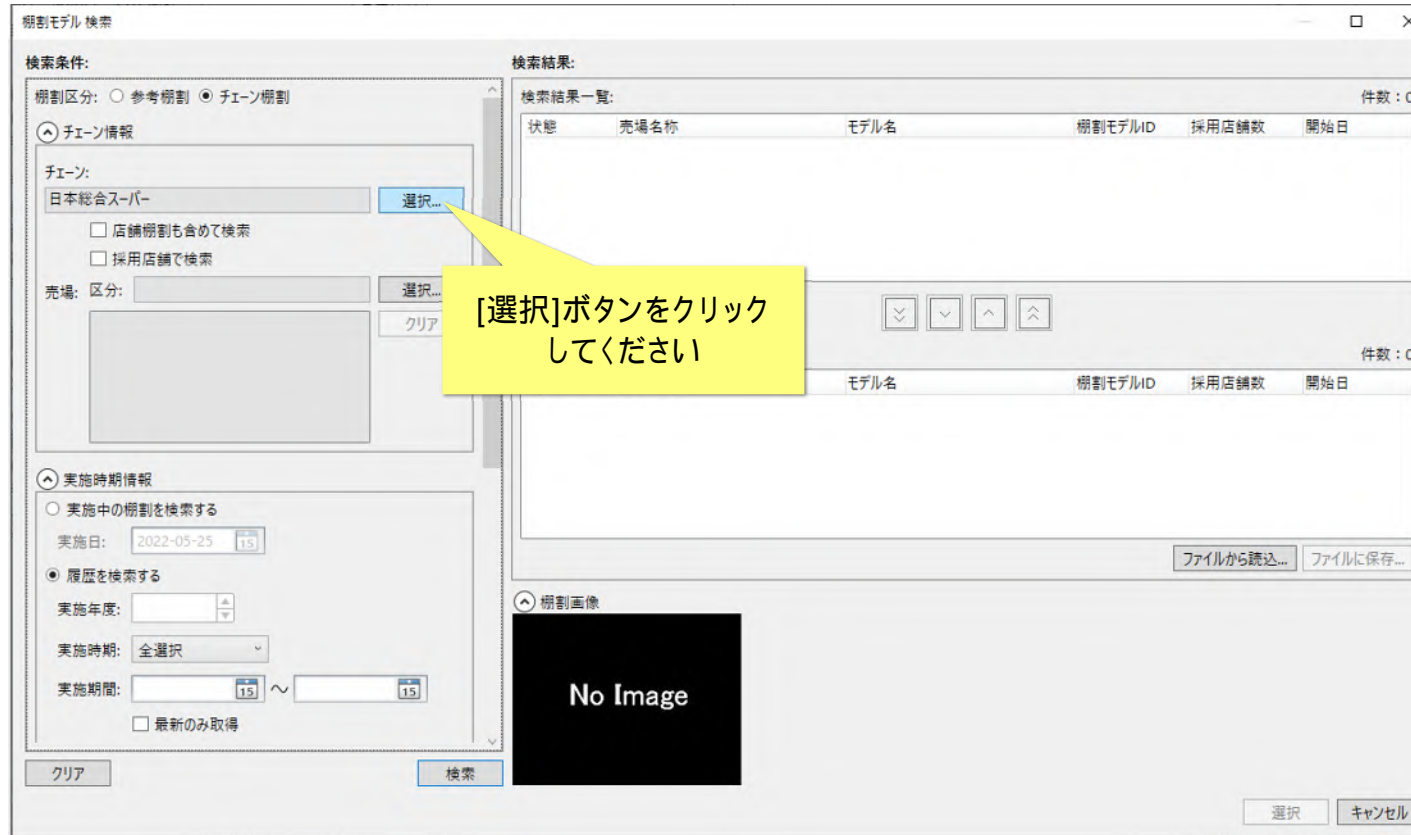 棚割モデル 検索
検索条件:
棚割区分: 参考棚割 チェーン棚割
チェーン情報
チェーン:
日本総合スーパー 選択...
店舗棚割も含めて検索
採用店舗で検索
売場: 区分: 選択...
クリア
実施時期情報
実施中の棚割を検索する
実施日: 2022-05-25 15
履歴を検索する
実施年度:
実施時期: 全選択
実施期間: 15 ~ 15
最新のみ取得
クリア 検索
検索結果:
検索結果一覧: 件数:0
状態 売場名称 モデル名 棚割モデルID 採用店舗数 開始日
[選択]ボタンをクリック
してください
件数:0
モデル名 棚割モデルID 採用店舗数 開始日
ファイルから読込... ファイルに保存...
棚割画像
No Image
選択 キャンセル